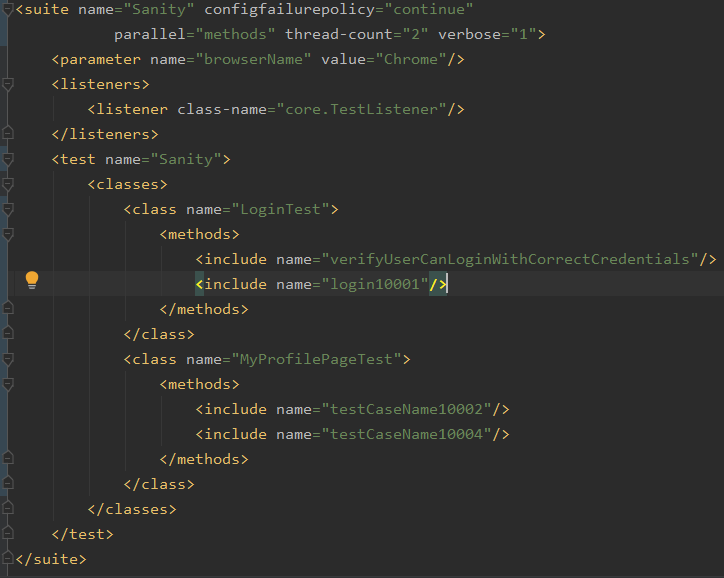 <suite name="Sanity" configfailurepolicy="continue"
parallel="methods" thread-count="2" verbose="1">
<parameter name="browserName" value="Chrome"/>
<listeners>
<listener class-name="core.TestListener"/>
</listeners>
<test name="Sanity">
<classes>
<class name="LoginTest">
<methods>
<include name="verifyUserCanLoginWithCorrectCredentials"/>
<include name="login10001"/>
</methods>
</class>
<class name="MyProfilePageTest">
<methods>
<include name="testCaseName10002"/>
<include name="testCaseName10004"/>
</methods>
</class>
</classes>
</test>
</suite>